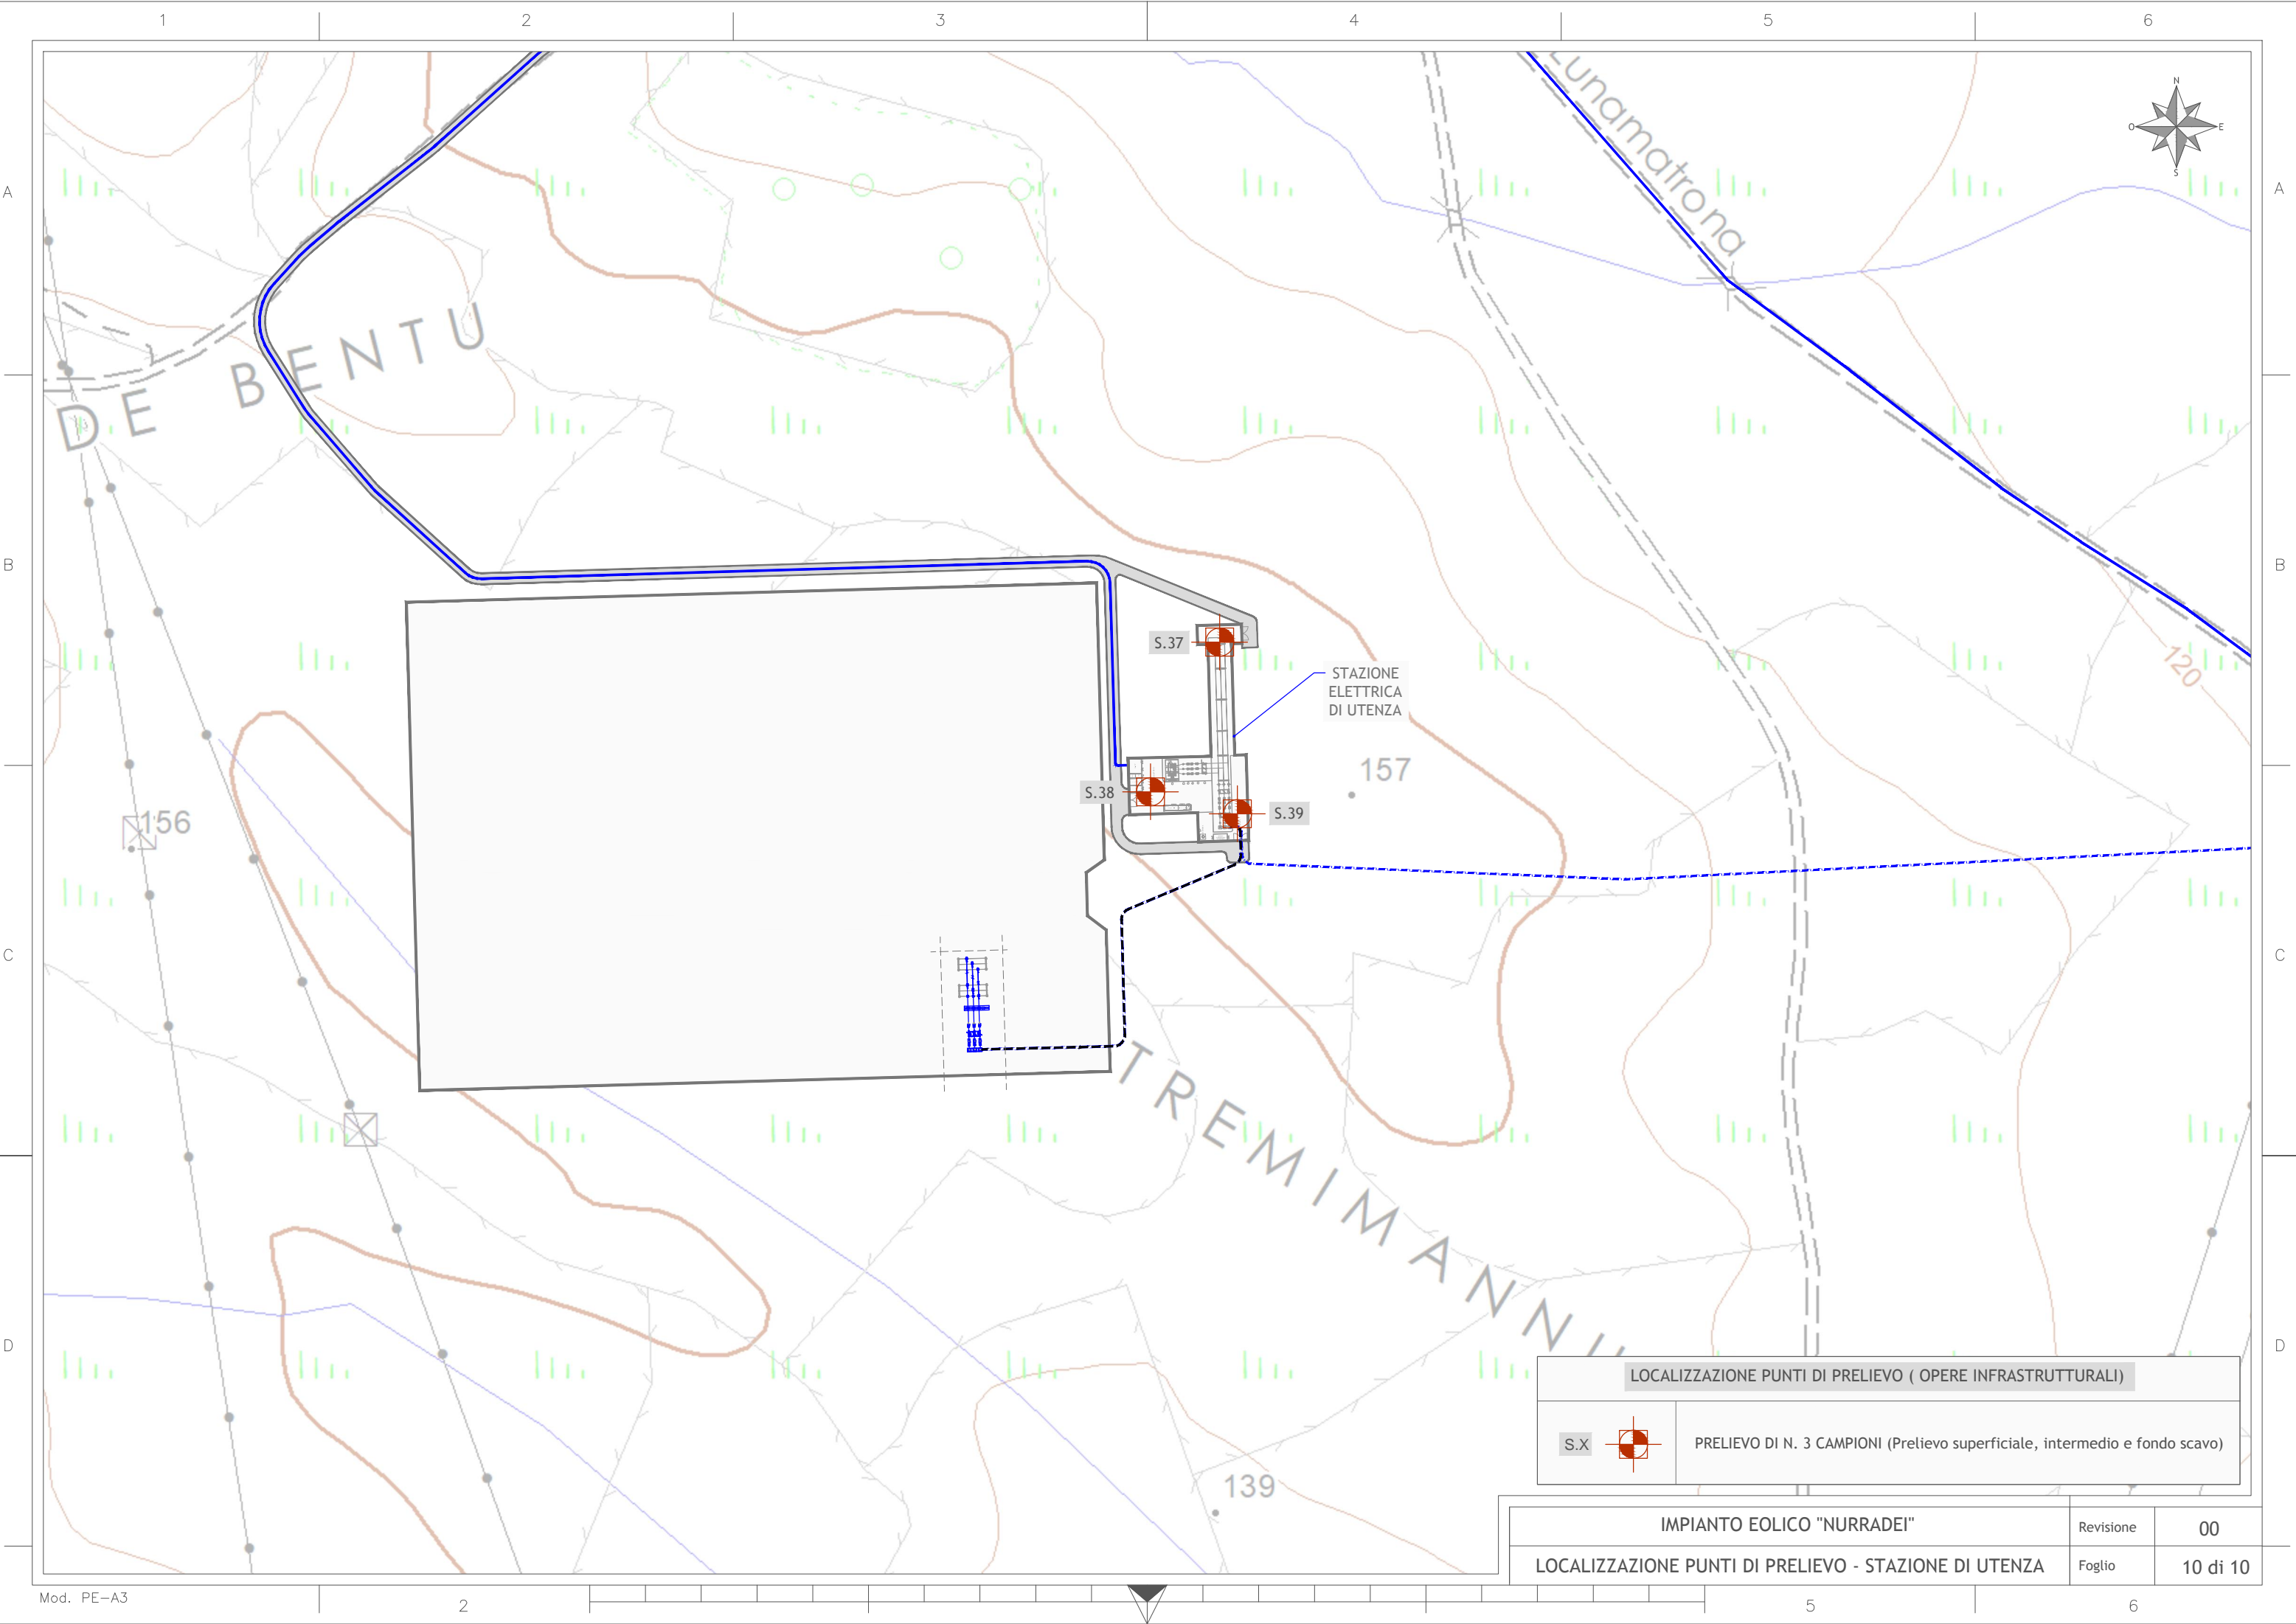 1 2 3 4 5 6
Lunamatrona
N
O E
S
A A
DE BENTU
B B
S.37
STAZIONE
ELETTRICA
DI UTENZA
120
157
S.38
S.39
156
C C
TREMIMANNU
D D
LOCALIZZAZIONE PUNTI DI PRELIEVO ( OPERE INFRASTRUTTURALI)
S.X
PRELIEVO DI N. 3 CAMPIONI (Prelievo superficiale, intermedio e fondo scavo)
139
IMPIANTO EOLICO "NURRADEI"
Revisione
00
LOCALIZZAZIONE PUNTI DI PRELIEVO - STAZIONE DI UTENZA
Foglio
10 di 10
Mod. PE-A3
2 5 6